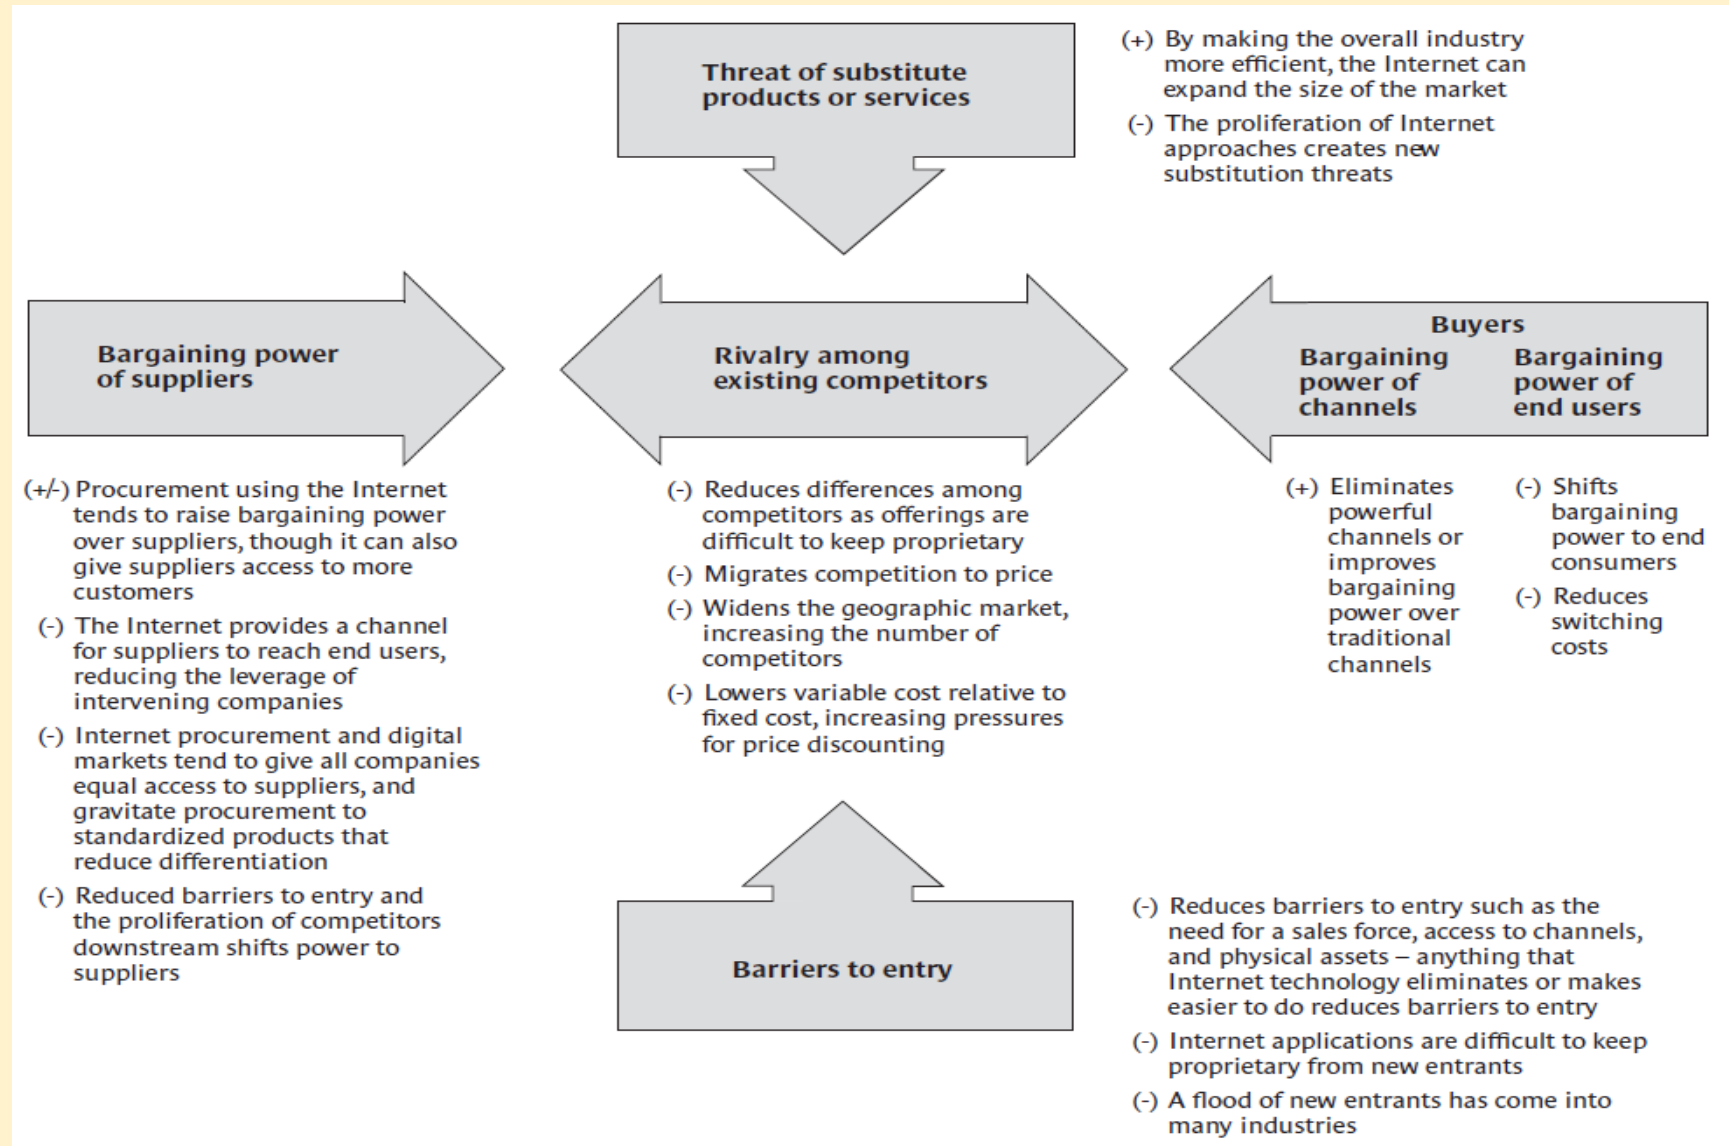 Threat of substitute
products or services
(+) By making the overall industry
more efficient, the Internet can
expand the size of the market
(-) The proliferation of Internet
approaches creates new
substitution threats
Bargaining power
of suppliers
Rivalry among
existing competitors
Buyers
Bargaining
power of
channels
Bargaining
power of
end users
(+/-) Procurement using the Internet
tends to raise bargaining power
over suppliers, though it can also
give suppliers access to more
customers
(-) The Internet provides a channel
for suppliers to reach end users,
reducing the leverage of
intervening companies
(-) Internet procurement and digital
markets tend to give all companies
equal access to suppliers, and
gravitate procurement to
standardized products that
reduce differentiation
(-) Reduced barriers to entry and
the proliferation of competitors
downstream shifts power to
suppliers
(-) Reduces differences among
competitors as offerings are
difficult to keep proprietary
(-) Migrates competition to price
(-) Widens the geographic market,
increasing the number of
competitors
(-) Lowers variable cost relative to
fixed cost, increasing pressures
for price discounting
(+) Eliminates
powerful
channels or
improves
bargaining
power over
traditional
channels
(-) Shifts
bargaining
power to end
consumers
(-) Reduces
switching
costs
Barriers to entry
(-) Reduces barriers to entry such as the
need for a sales force, access to channels,
and physical assets – anything that
Internet technology eliminates or makes
easier to do reduces barriers to entry
(-) Internet applications are difficult to keep
proprietary from new entrants
(-) A flood of new entrants has come into
many industries